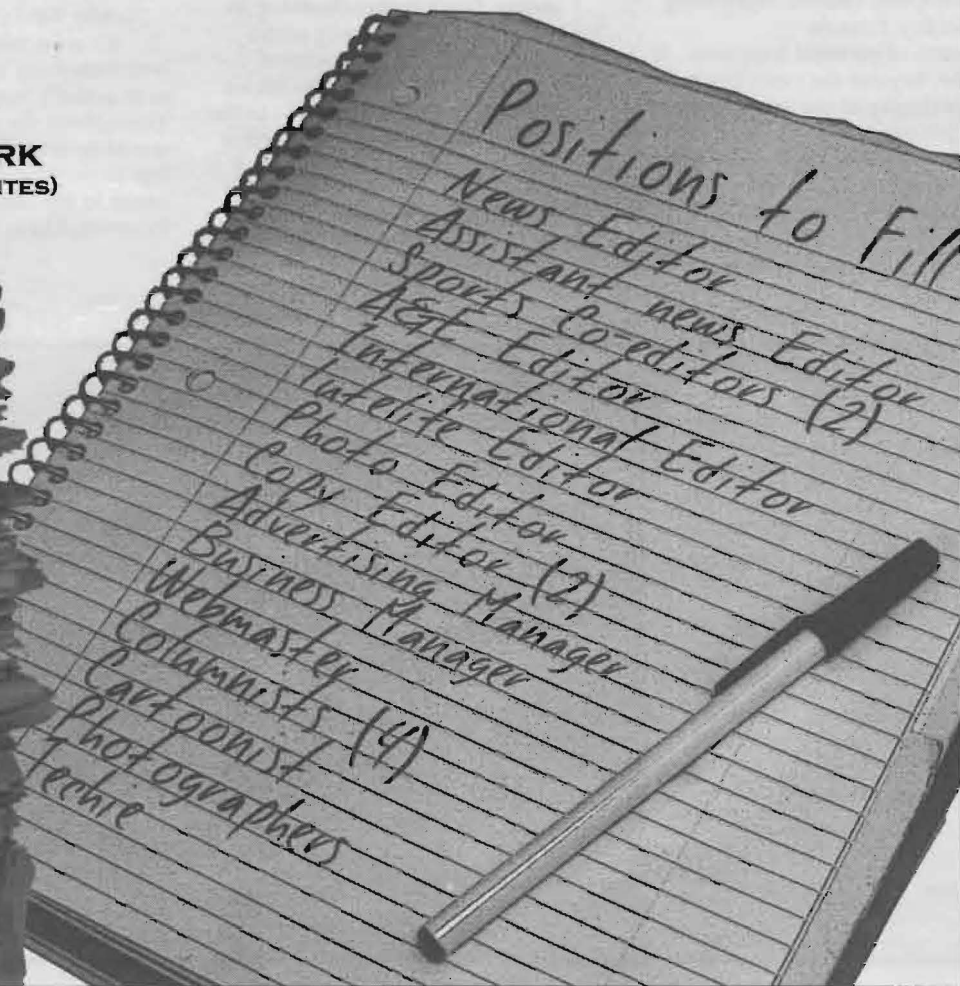 RK
ITES)
Positions to Fill
News Editor
Assistant news Editor
Sports Co-editors (2)
A&E Editor
International Editor
Intelite Editor
Photo Editor
Copy Editor (2)
Advertising Manager
Business Manager
Webmaster
Columnists (4)
Cartoonist
Photographers
Techie